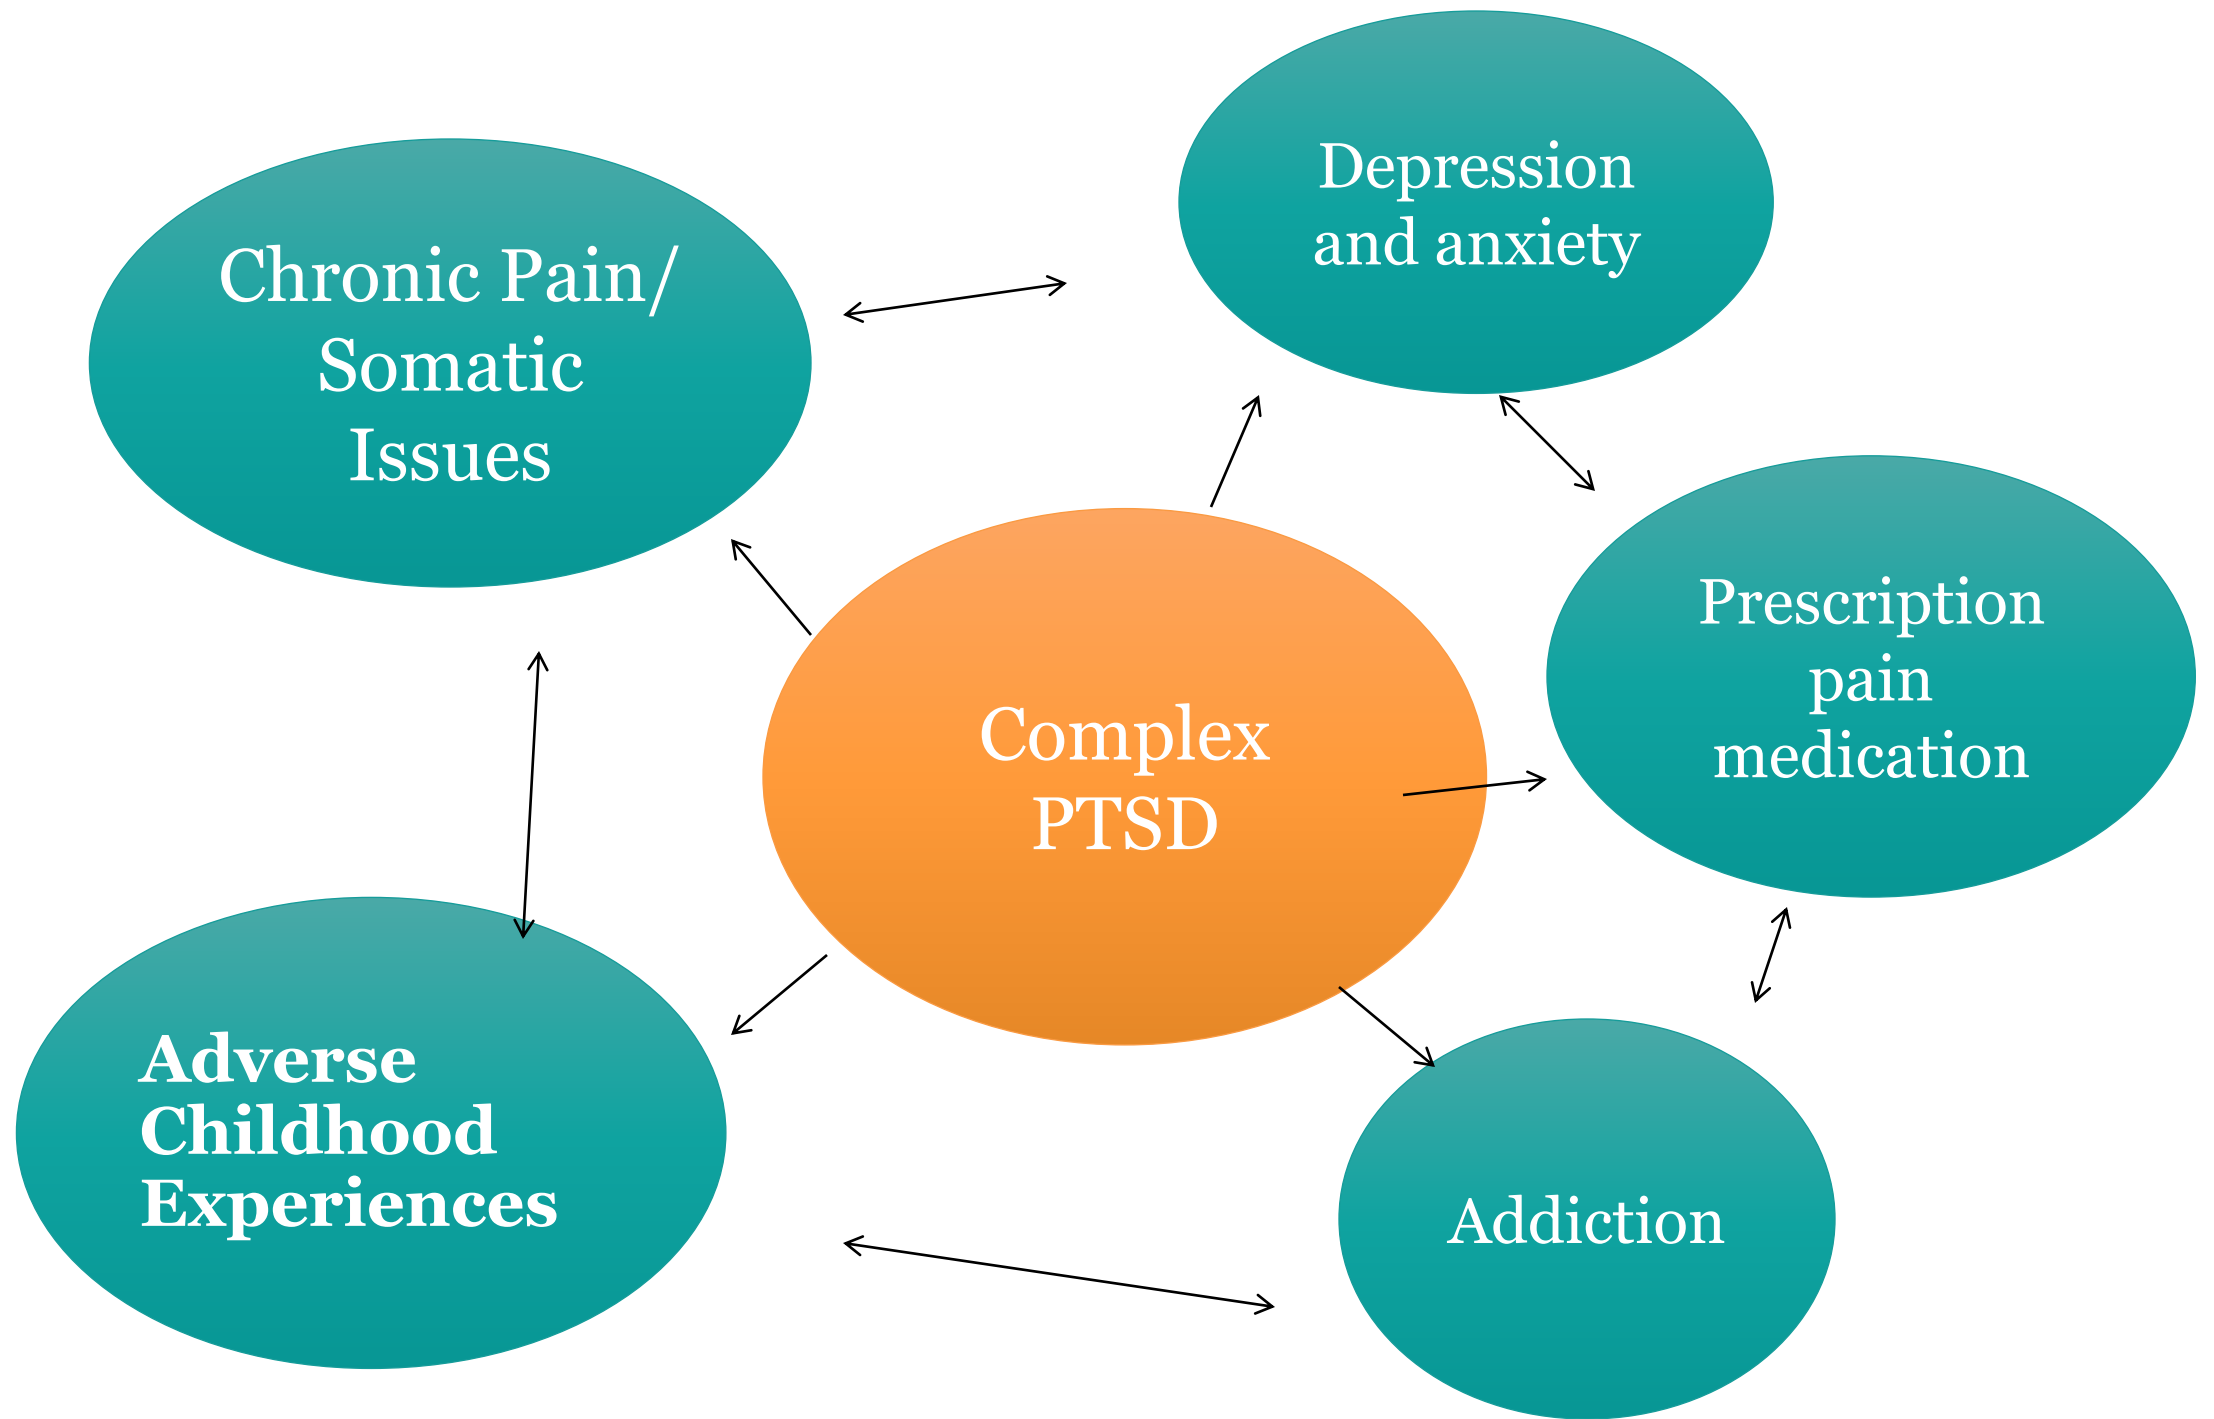 Depression
and anxiety
Chronic Pain/
Somatic
Issues
Prescription
pain
medication
Complex
PTSD
Adverse
Childhood
Experiences
Addiction